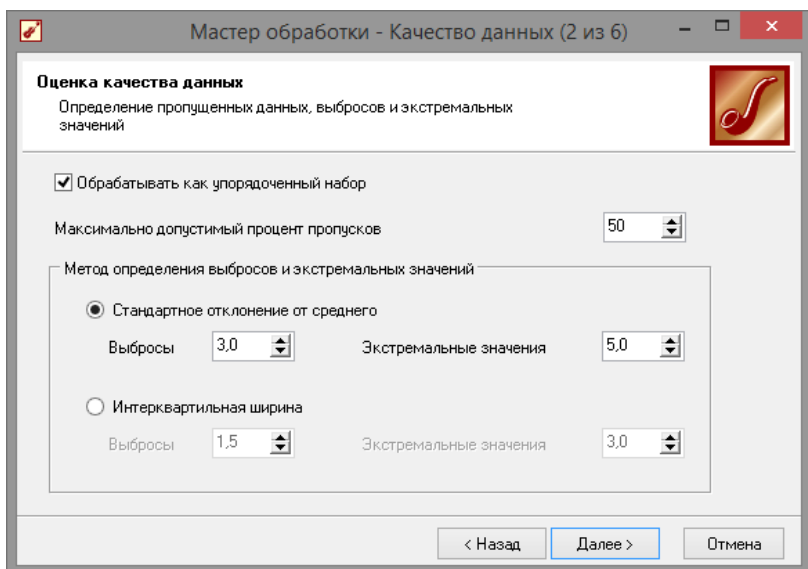 Мастер обработки - Качество данных (2 из 6)
Оценка качества данных
Определение пропущенных данных, выбросов и экстремальных
значений
Обрабатывать как упорядоченный набор
Максимально допустимый процент пропусков 50
Метод определения выбросов и экстремальных значений
Стандартное отклонение от среднего
Выбросы 3,0 Экстремальные значения 5,0
Интерквартильная ширина
Выбросы 1,5 Экстремальные значения 3,0
< Назад Далее > Отмена